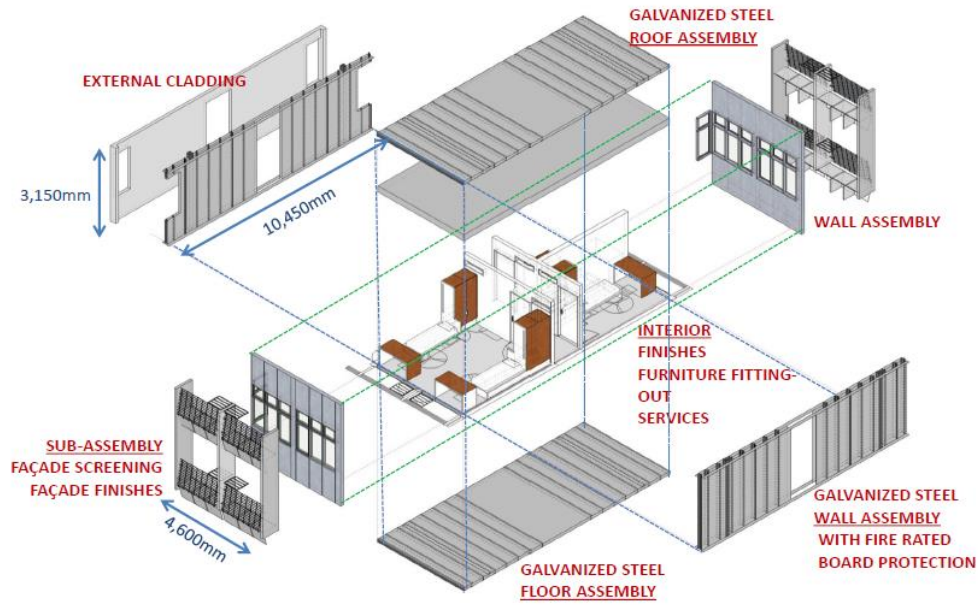 GALVANIZED STEEL
ROOF ASSEMBLY
EXTERNAL CLADDING
3,150mm
10,450mm
WALL ASSEMBLY
INTERIOR
FINISHES
FURNITURE FITTING-
OUT
SERVICES
SUB-ASSEMBLY
FAÇADE SCREENING
FAÇADE FINISHES
4,600mm
GALVANIZED STEEL
WALL ASSEMBLY
WITH FIRE RATED
BOARD PROTECTION
GALVANIZED STEEL
FLOOR ASSEMBLY